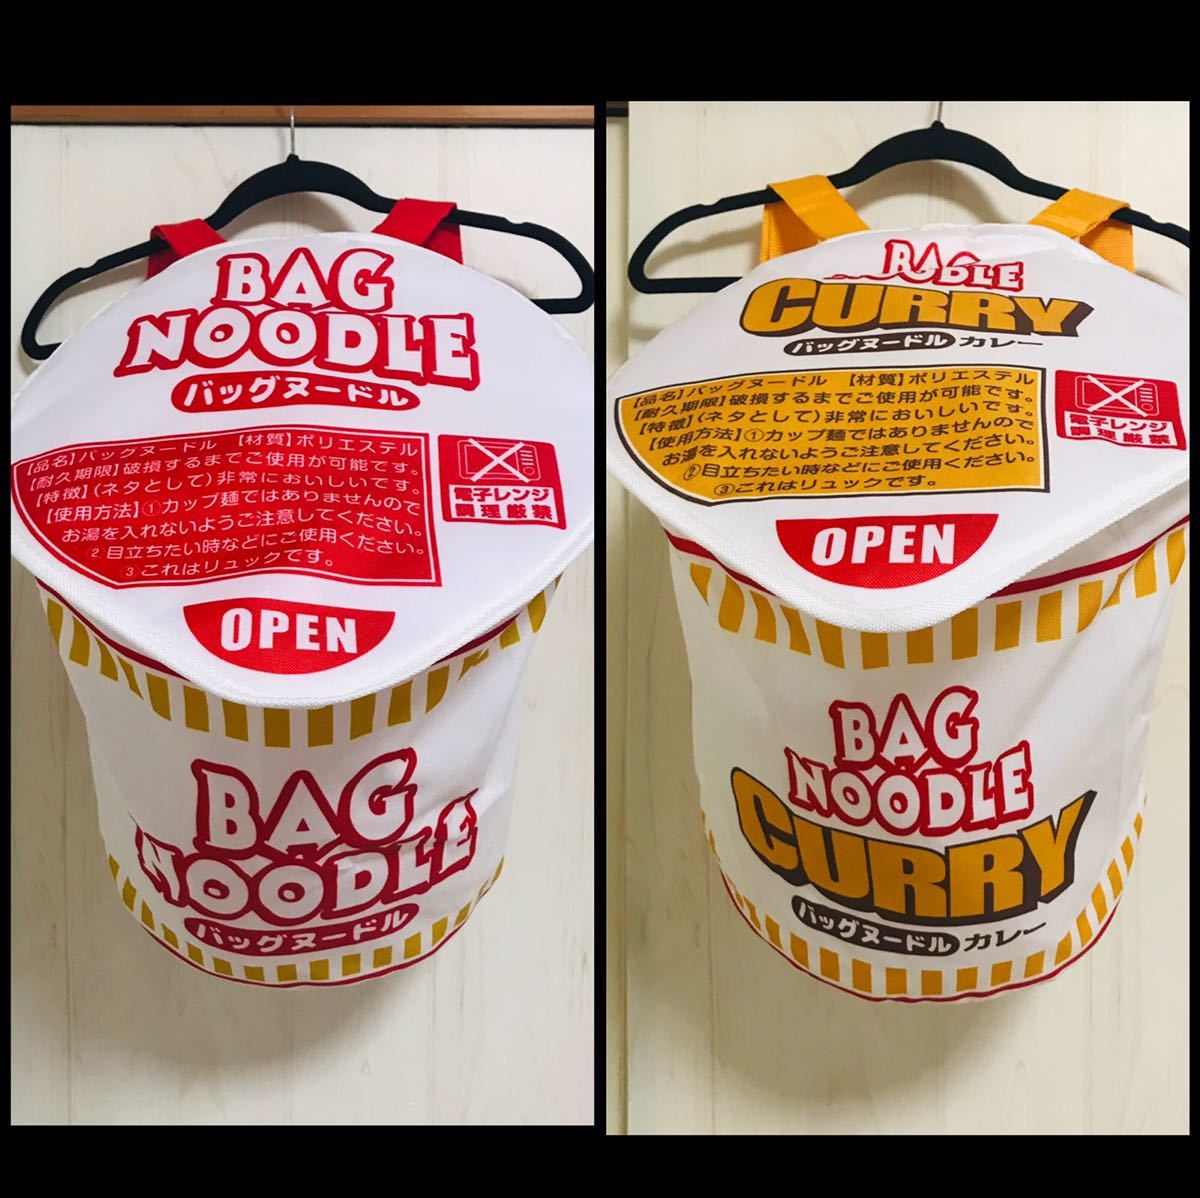 BAG
NOODLE
バッグヌードル
【品名】バッグヌードル 【材質】ポリエステル
【耐久期限】破損するまでご使用が可能です。
【特徴】(ネタとして)非常においしいです。
【使用方法】①カップ麺ではありませんので
お湯を入れないようご注意してください。
②目立ちたい時などにご使用ください。
③これはリュックです。
電子レンジ
調理厳禁
OPEN
BAG
NOODLE
バッグヌードル
BAG
NOODLE
CURRY
バッグヌードル カレー
【品名】バッグヌードル 【材質】ポリエステル
【耐久期限】破損するまでご使用が可能です。
【特徴】(ネタとして)非常においしいです。
【使用方法】①カップ麺ではありませんので
お湯を入れないようご注意してください。
②目立ちたい時などにご使用ください。
③これはリュックです。
電子レンジ
調理厳禁
OPEN
BAG
NOODLE
CURRY
バッグヌードル カレー